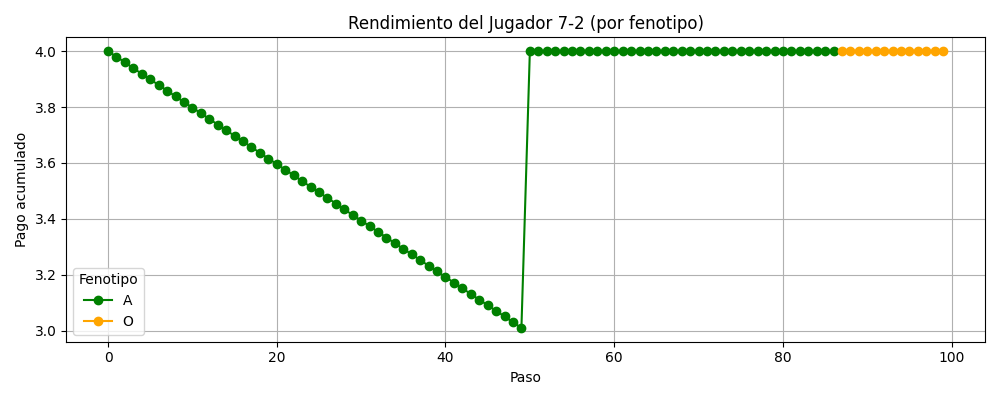 Rendimiento del Jugador 7-2 (por fenotipo)
Pago acumulado
4.0
3.8
3.6
3.4
3.2
3.0
Fenotipo
A
O
0 20 40 60 80 100
Paso